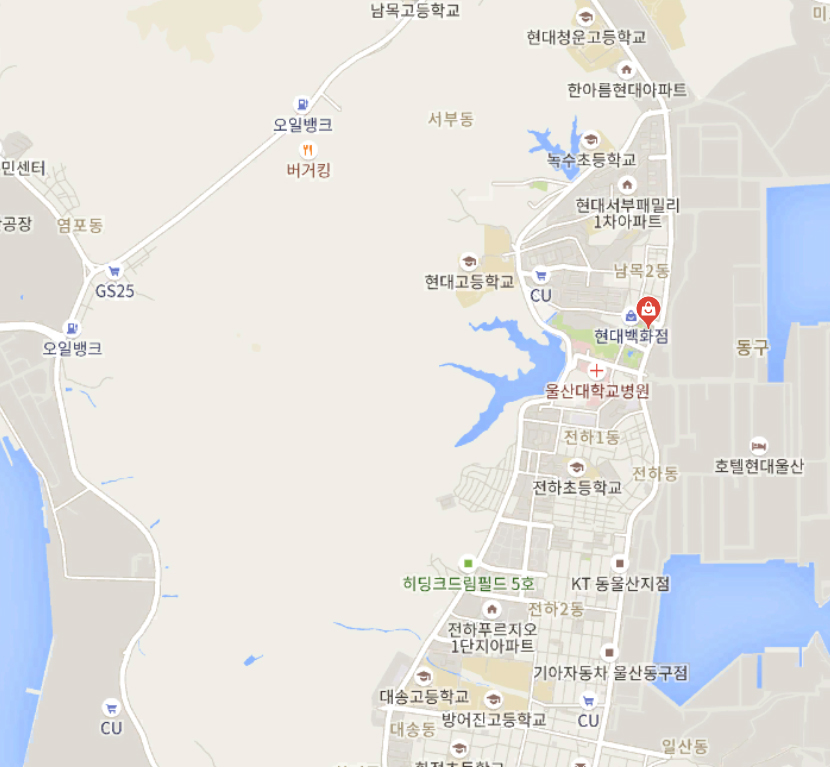 남목고등학교
미
현대청운고등학교
한아름현대아파트
서부동
오일뱅크
녹수초등학교
버거킹
민센터
현대서부패밀리
1차아파트
공장
염포동
남목2동
현대고등학교
CU
GS25
현대백화점
오일뱅크
동구
울산대학교병원
전하1동
호텔현대울산
전하동
전하초등학교
히딩크드림필드 5호
KT 동울산지점
전하2동
전하푸르지오
1단지아파트
기아자동차 울산동구점
대송고등학교
방어진고등학교
CU
CU
대송동
일산동